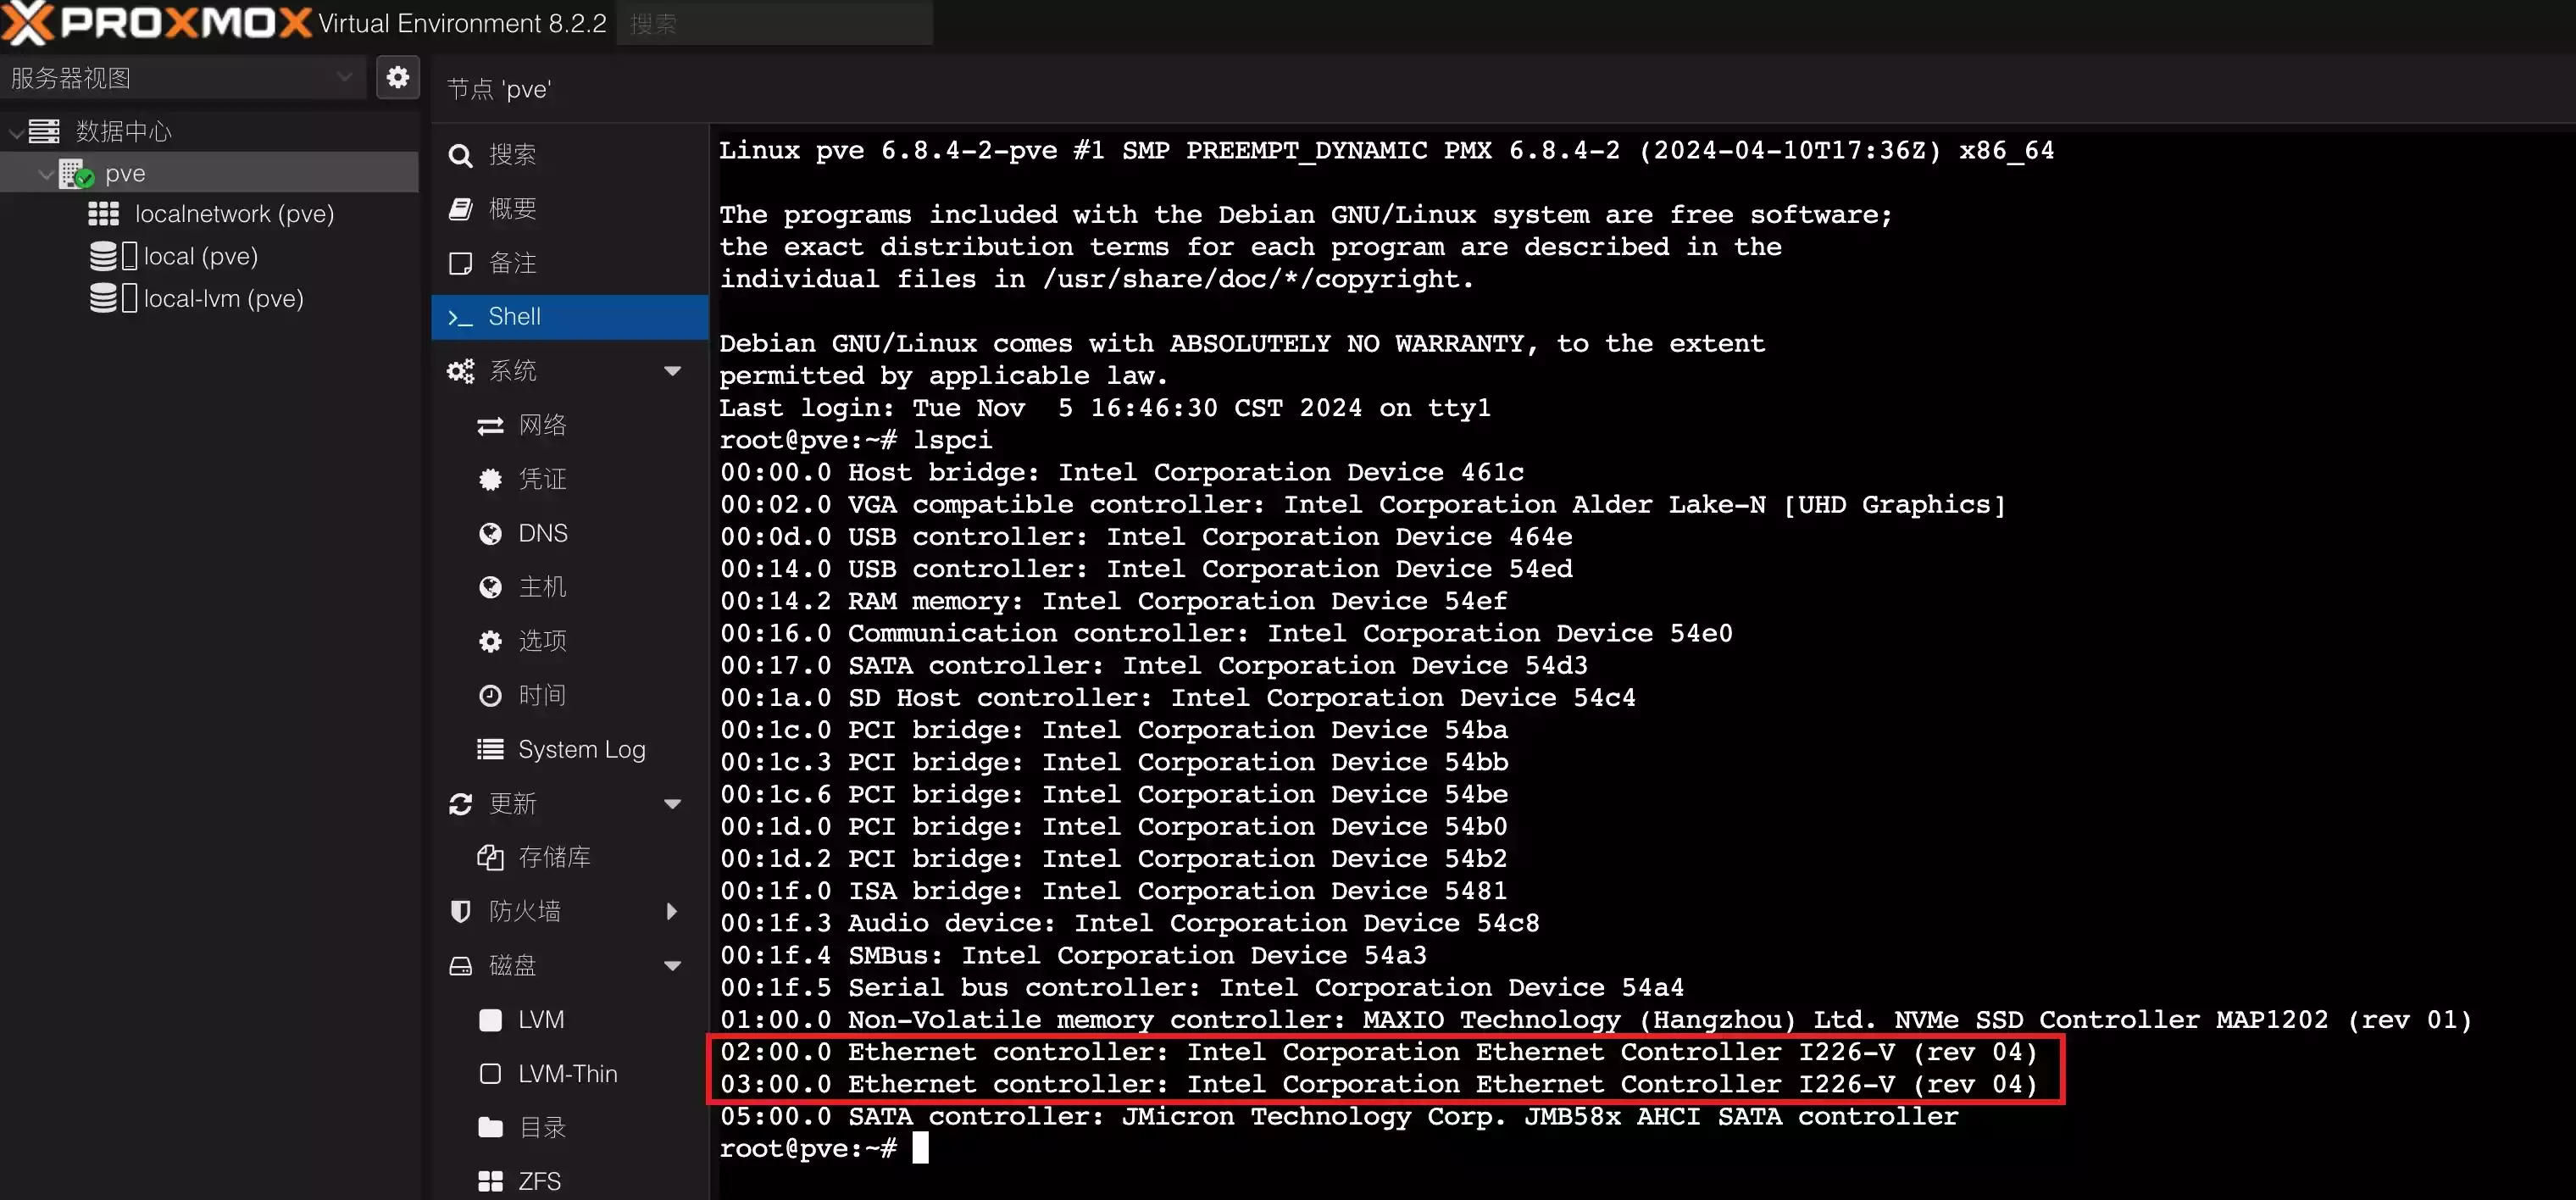 PROXMOX Virtual Environment 8.2.2 搜索
服务器视图
数据中心
pve
localnetwork (pve)
local (pve)
local-lvm (pve)
节点 'pve'
搜索
概要
备注
Shell
系统
网络
凭证
DNS
主机
选项
时间
System Log
更新
存储库
防火墙
磁盘
LVM
LVM-Thin
目录
ZFS
Linux pve 6.8.4-2-pve #1 SMP PREEMPT_DYNAMIC PMX 6.8.4-2 (2024-04-10T17:36Z) x86_64
The programs included with the Debian GNU/Linux system are free software;
the exact distribution terms for each program are described in the
individual files in /usr/share/doc/*/copyright.
Debian GNU/Linux comes with ABSOLUTELY NO WARRANTY, to the extent
permitted by applicable law.
Last login: Tue Nov  5 16:46:30 CST 2024 on tty1
root@pve:~# lspci
00:00.0 Host bridge: Intel Corporation Device 461c
00:02.0 VGA compatible controller: Intel Corporation Alder Lake-N [UHD Graphics]
00:0d.0 USB controller: Intel Corporation Device 464e
00:14.0 USB controller: Intel Corporation Device 54ed
00:14.2 RAM memory: Intel Corporation Device 54ef
00:16.0 Communication controller: Intel Corporation Device 54e0
00:17.0 SATA controller: Intel Corporation Device 54d3
00:1a.0 SD Host controller: Intel Corporation Device 54c4
00:1c.0 PCI bridge: Intel Corporation Device 54ba
00:1c.3 PCI bridge: Intel Corporation Device 54bb
00:1c.6 PCI bridge: Intel Corporation Device 54be
00:1d.0 PCI bridge: Intel Corporation Device 54b0
00:1d.2 PCI bridge: Intel Corporation Device 54b2
00:1f.0 ISA bridge: Intel Corporation Device 5481
00:1f.3 Audio device: Intel Corporation Device 54c8
00:1f.4 SMBus: Intel Corporation Device 54a3
00:1f.5 Serial bus controller: Intel Corporation Device 54a4
01:00.0 Non-Volatile memory controller: MAXIO Technology (Hangzhou) Ltd. NVMe SSD Controller MAP1202 (rev 01)
02:00.0 Ethernet controller: Intel Corporation Ethernet Controller I226-V (rev 04)
03:00.0 Ethernet controller: Intel Corporation Ethernet Controller I226-V (rev 04)
05:00.0 SATA controller: JMicron Technology Corp. JMB58x AHCI SATA controller
root@pve:~#